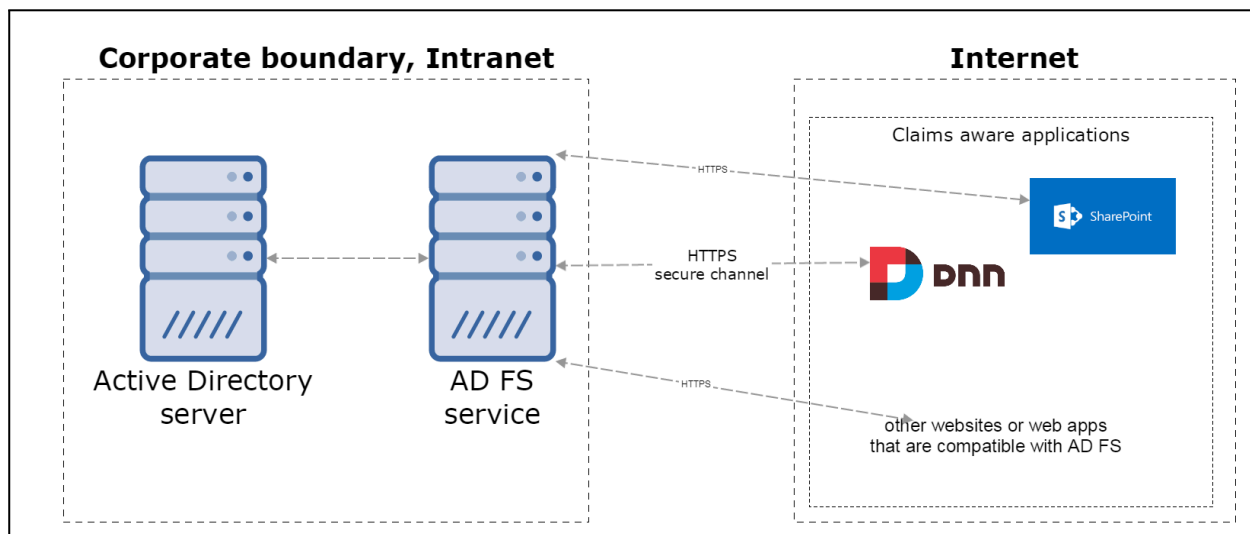 Corporate boundary, Intranet
Internet
Claims aware applications
HTTPS
S
SharePoint
HTTPS
secure channel
DNN
Active Directory
server
AD FS
service
HTTPS
other websites or web apps
that are compatible with AD FS